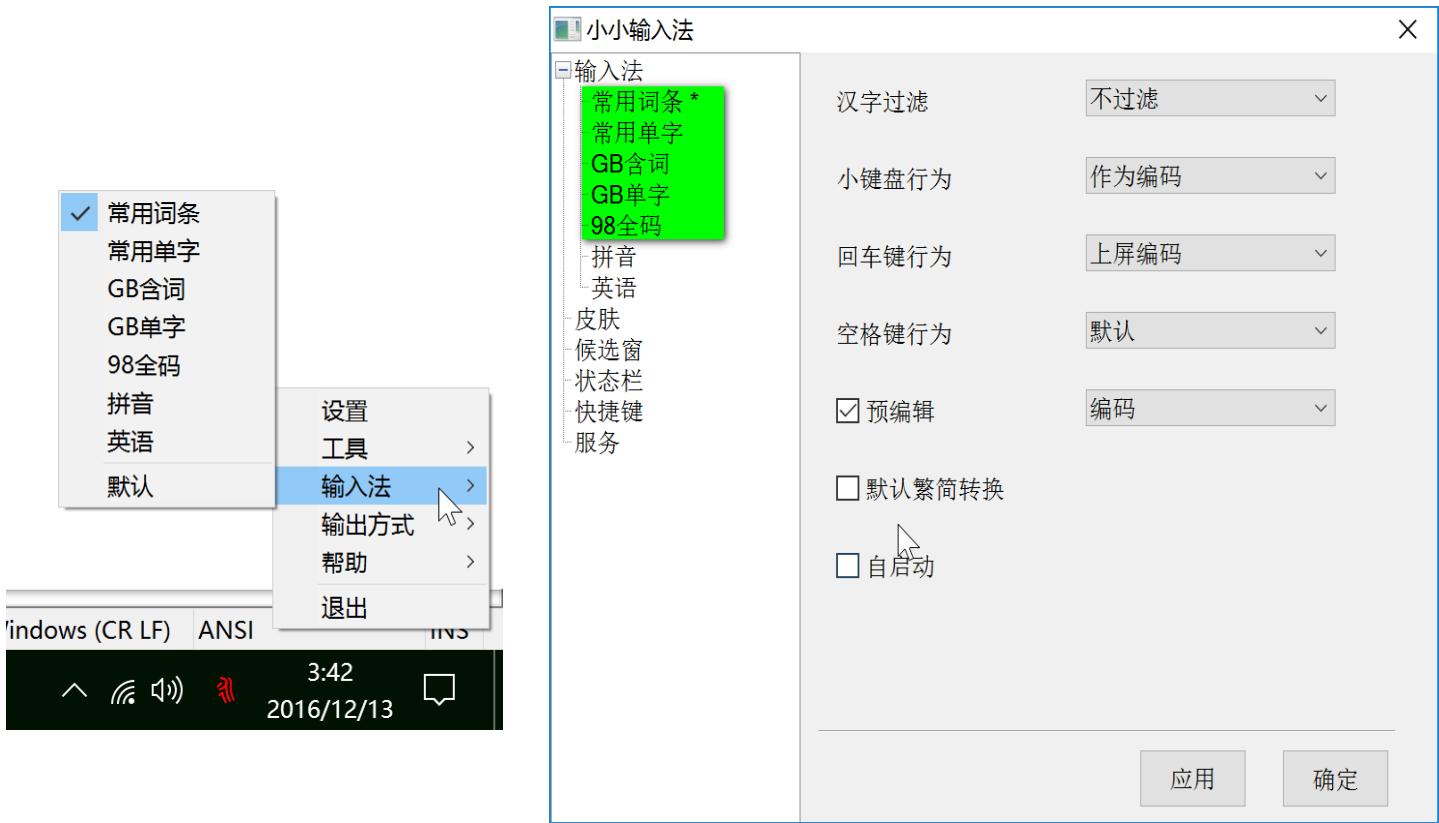 常用词条
常用单字
GB含词
GB单字
98全码
拼音
英语
默认
设置
工具
输入法
输出方式
帮助
退出
indows (CR LF) ANSI INS
3:42
2016/12/13
小小输入法
输入法
常用词条 *
常用单字
GB含词
GB单字
98全码
拼音
英语
皮肤
候选窗
状态栏
快捷键
服务
汉字过滤 不过滤
小键盘行为 作为编码
回车键行为 上屏编码
空格键行为 默认
预编辑 编码
默认繁简转换
自启动
应用 确定